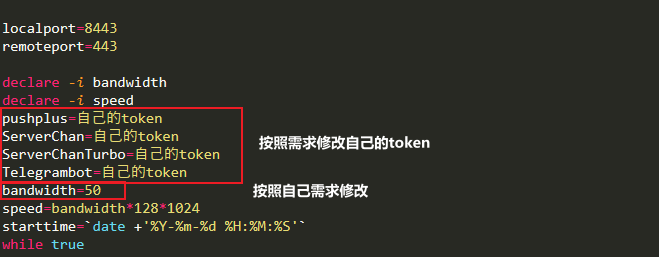 localport=8443
remoteport=443
declare -i bandwidth
declare -i speed
pushplus=自己的token
ServerChan=自己的token
ServerChanTurbo=自己的token
Telegrambot=自己的token
按照需求修改自己的token
bandwidth=50
按照自己需求修改
speed=bandwidth*128*1024
starttime=`date +'%Y-%m-%d %H:%M:%S'`
while true